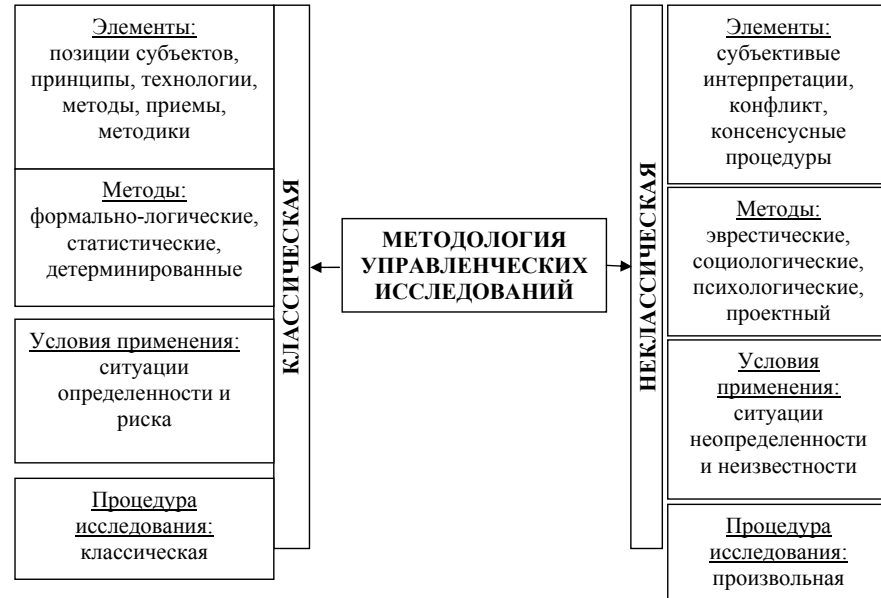 Элементы:
позиции субъектов,
принципы, технологии,
методы, приемы,
методики
Методы:
формально-логические,
статистические,
детерминированные
Условия применения:
ситуации
определенности и
риска
Процедура
исследования:
классическая
КЛАССИЧЕСКАЯ
МЕТОДОЛОГИЯ
УПРАВЛЕНЧЕСКИХ
ИССЛЕДОВАНИЙ
НЕКЛАССИЧЕСКАЯ
Элементы:
субъективые
интерпретации,
конфликт,
консенсусные
процедуры
Методы:
эврестические,
социологические,
психологические,
проектный
Условия
применения:
ситуации
неопределенности
и неизвестности
Процедура
исследования:
произвольная